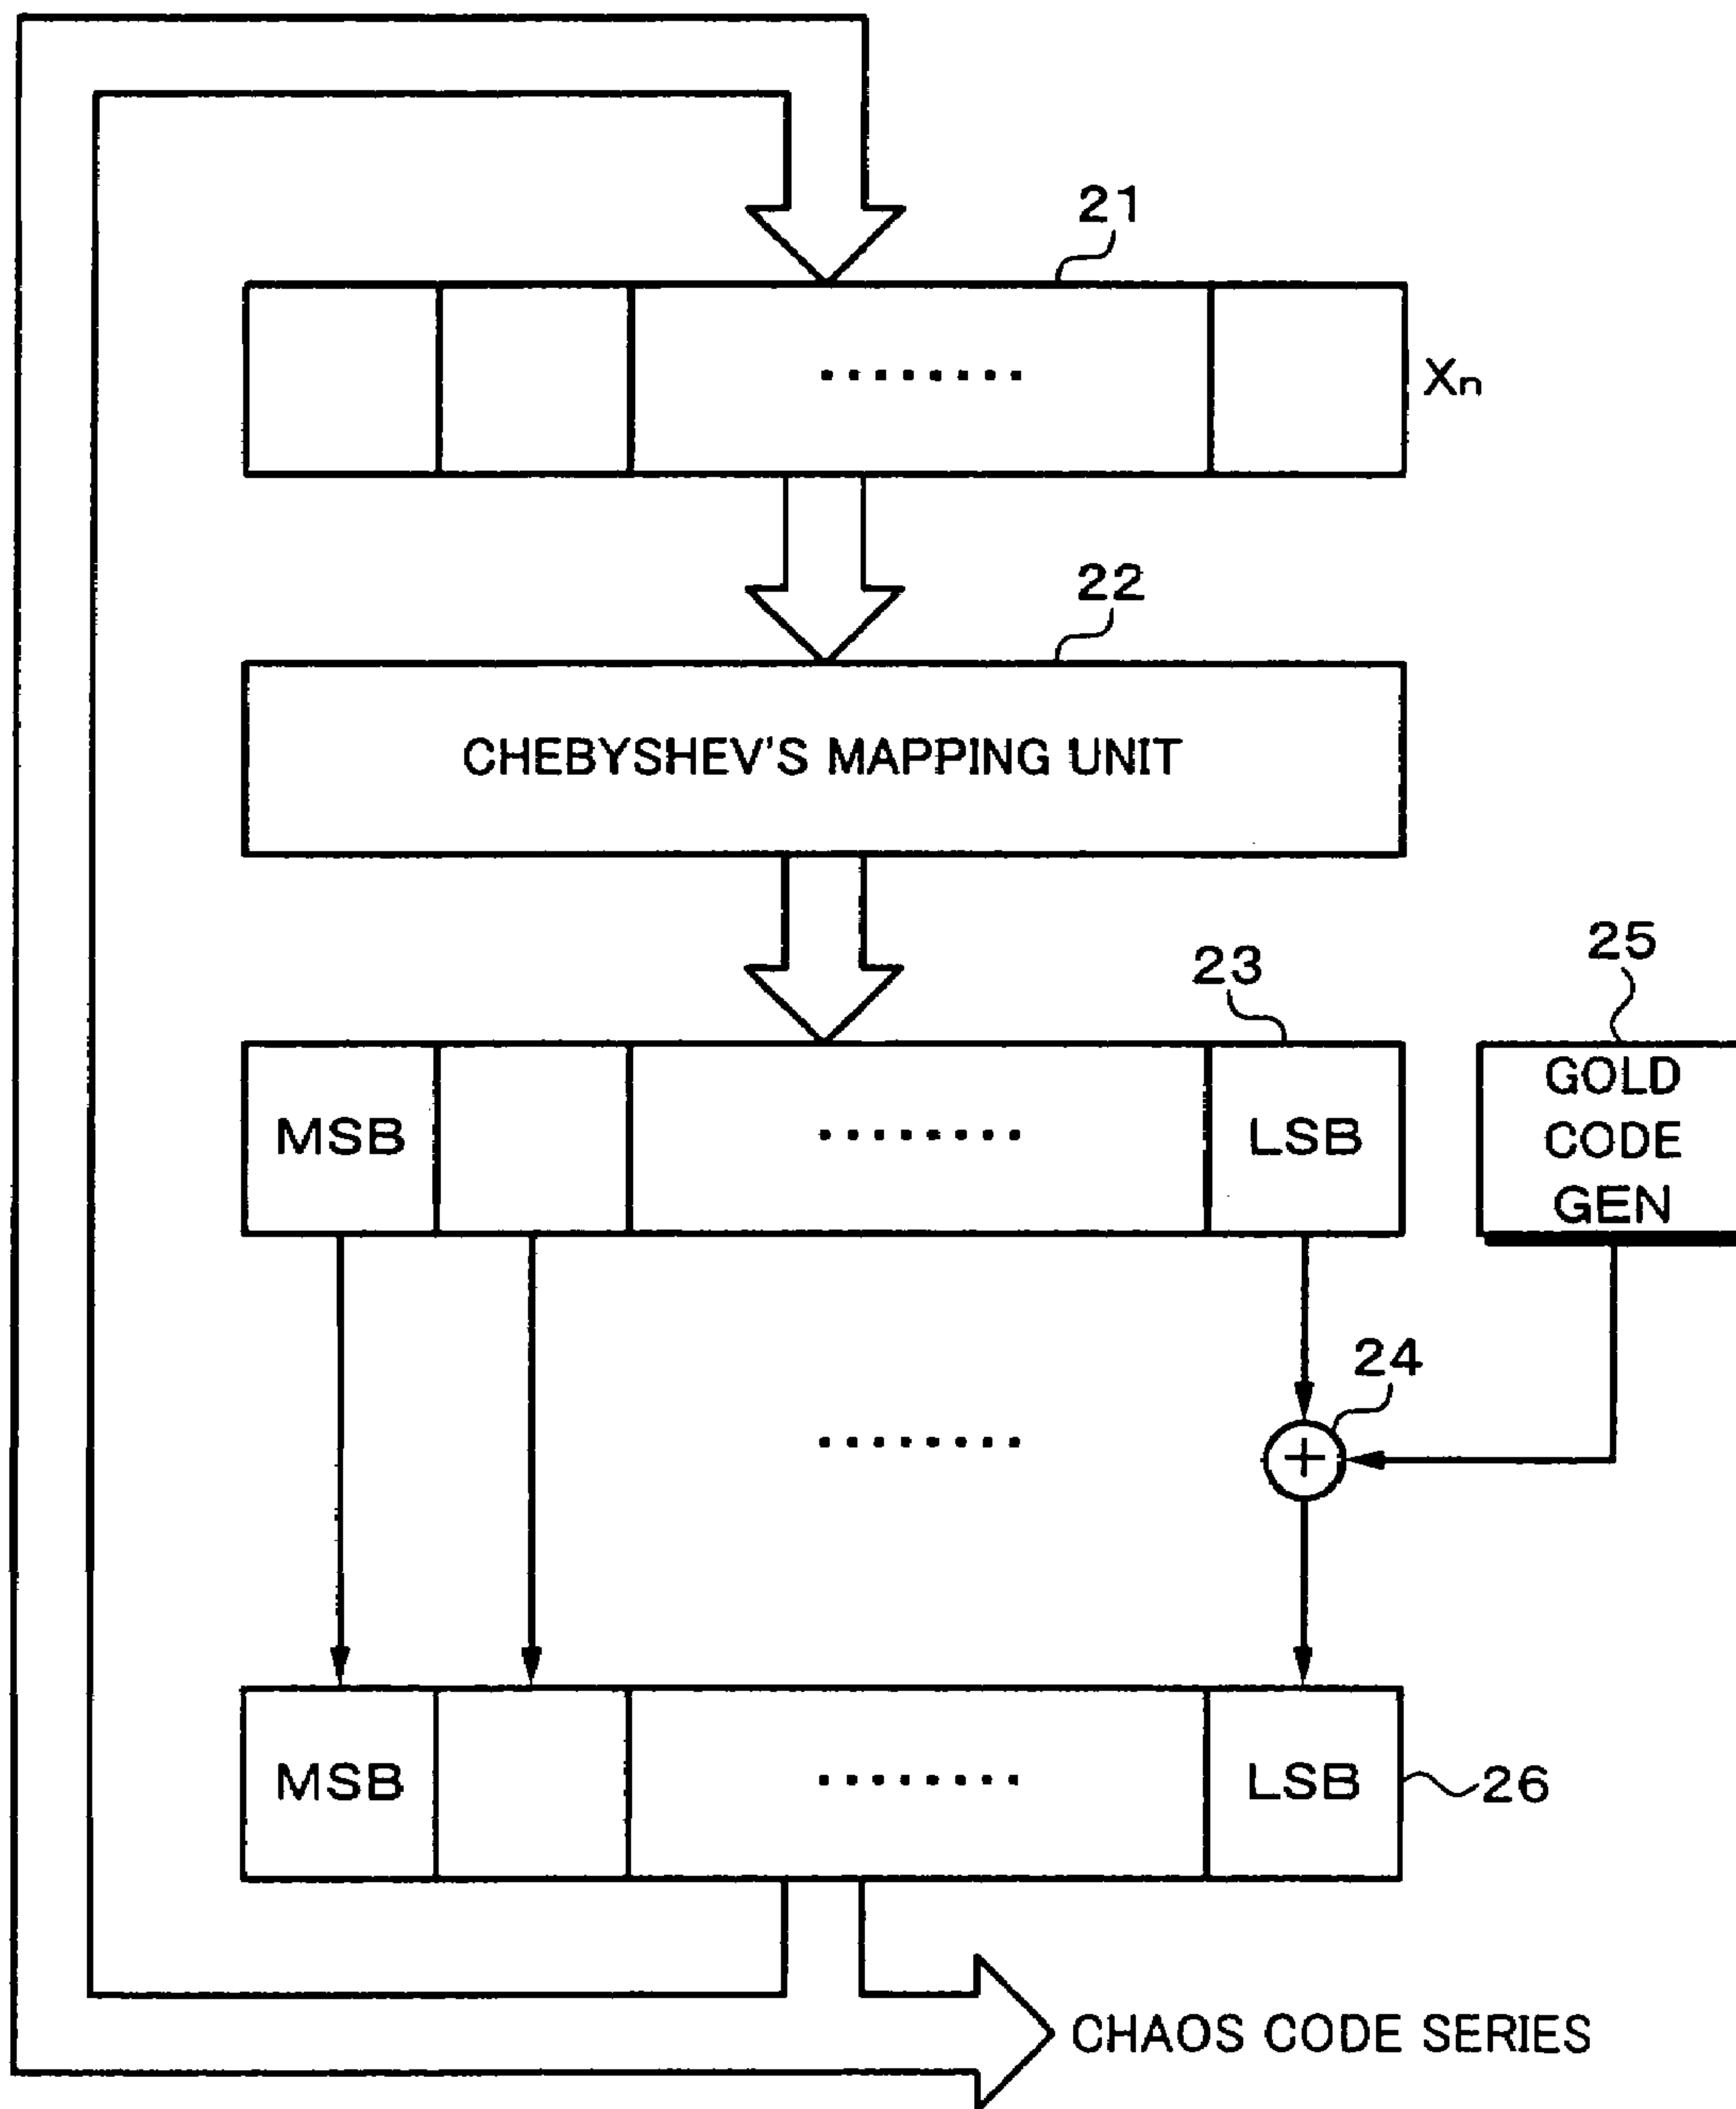 21
........
Xn
22
CHEBYSHEV'S MAPPING UNIT
23
25
MSB
........
LSB
GOLD
CODE
GEN
24
........
+
MSB
........
LSB
26
CHAOS CODE SERIES